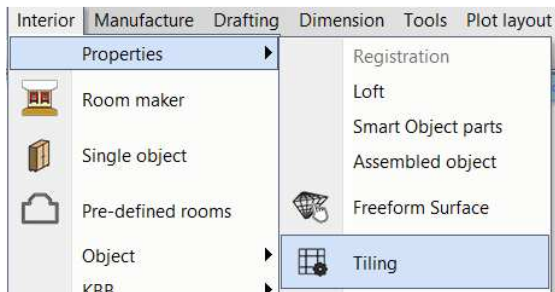 Interior Manufacture Drafting Dimension Tools Plot layout
Properties
Room maker
Single object
Pre-defined rooms
Object
KBB
Registration
Loft
Smart Object parts
Assembled object
Freeform Surface
Tiling